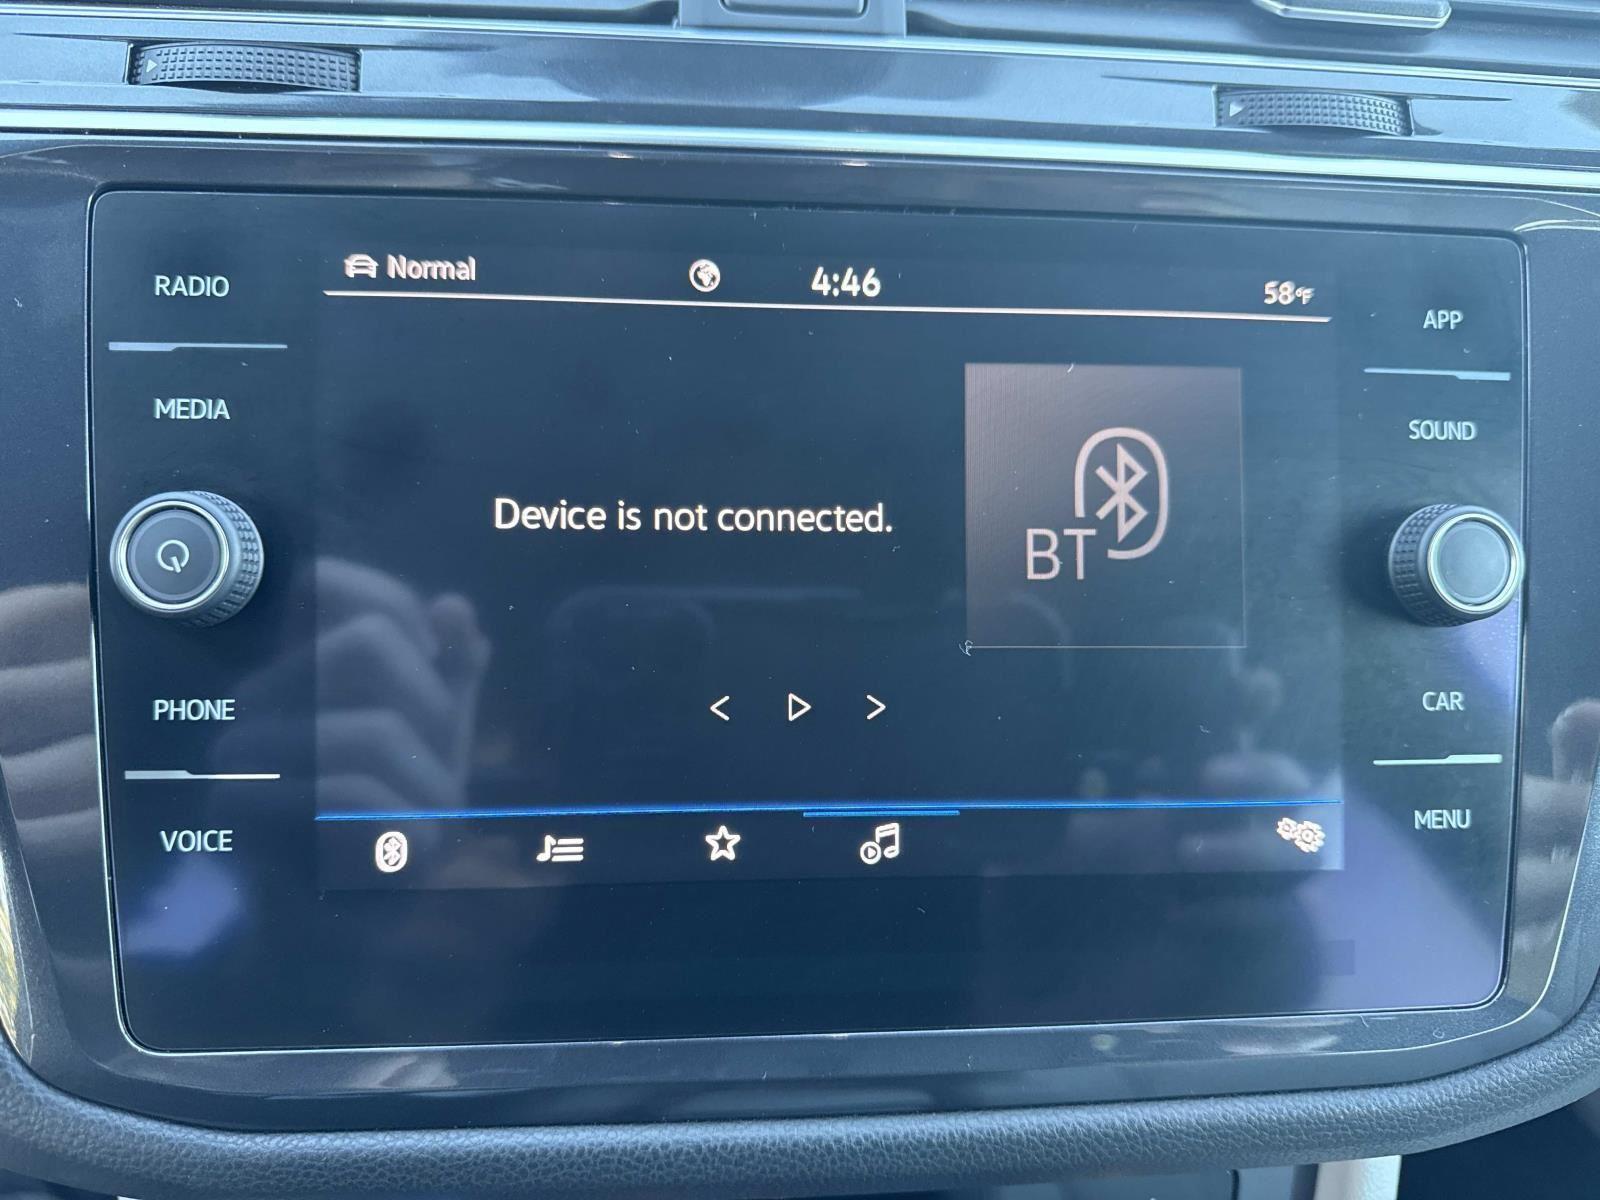 RADIO
MEDIA
PHONE
VOICE
Normal
4:46
58°F
Device is not connected.
BT
APP
SOUND
CAR
MENU